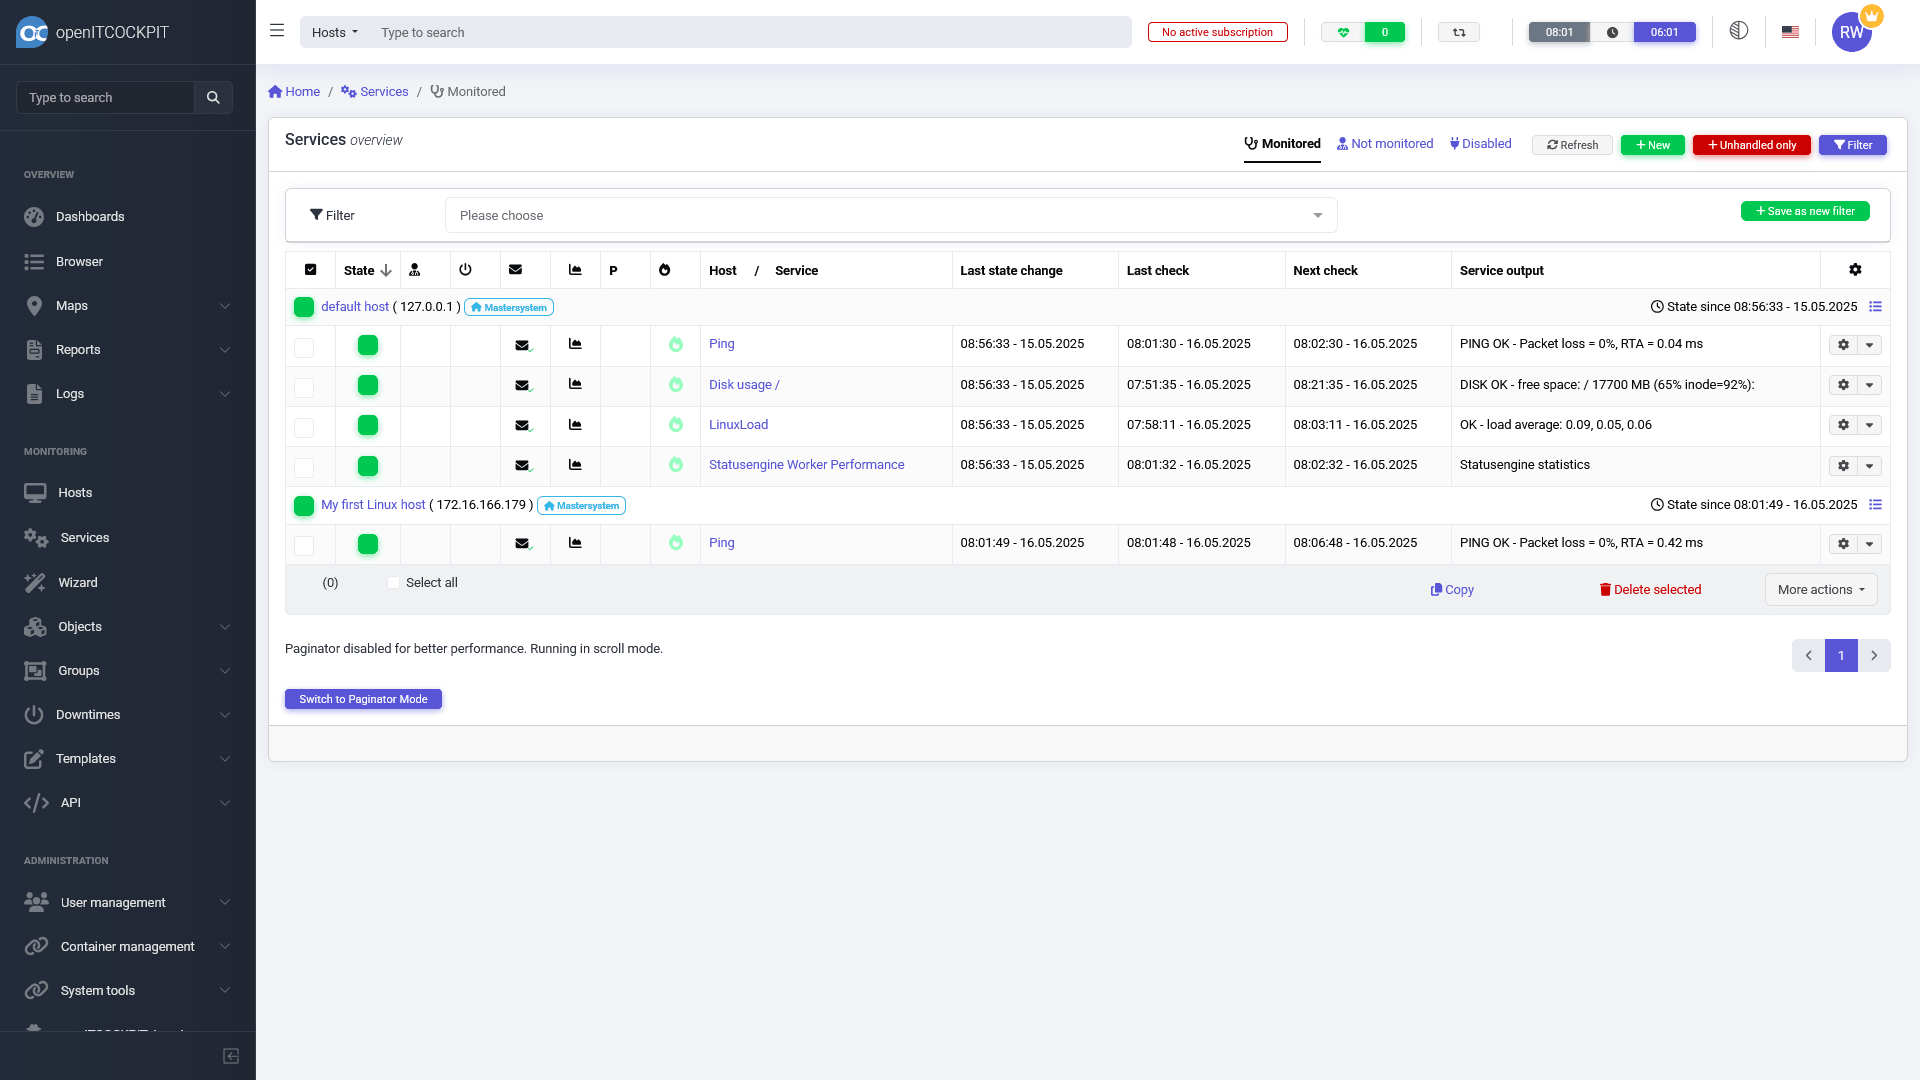 openITCOCKPIT
Hosts
Type to search
No active subscription
0
08:01
06:01
RW
Type to search
OVERVIEW
Dashboards
Browser
Maps
Reports
Logs
MONITORING
Hosts
Services
Wizard
Objects
Groups
Downtimes
Templates
API
ADMINISTRATION
User management
Container management
System tools
Home / Services / Monitored
Services overview
Monitored Not monitored Disabled Refresh + New + Unhandled only Filter
Filter Please choose + Save as new filter
State P Host / Service Last state change Last check Next check Service output
default host ( 127.0.0.1 ) Mastersystem State since 08:56:33 - 15.05.2025
Ping 08:56:33 - 15.05.2025 08:01:30 - 16.05.2025 08:02:30 - 16.05.2025 PING OK - Packet loss = 0%, RTA = 0.04 ms
Disk usage / 08:56:33 - 15.05.2025 07:51:35 - 16.05.2025 08:21:35 - 16.05.2025 DISK OK - free space: / 17700 MB (65% inode=92%):
LinuxLoad 08:56:33 - 15.05.2025 07:58:11 - 16.05.2025 08:03:11 - 16.05.2025 OK - load average: 0.09, 0.05, 0.06
Statusengine Worker Performance 08:56:33 - 15.05.2025 08:01:32 - 16.05.2025 08:02:32 - 16.05.2025 Statusengine statistics
My first Linux host ( 172.16.166.179 ) Mastersystem State since 08:01:49 - 16.05.2025
Ping 08:01:49 - 16.05.2025 08:01:48 - 16.05.2025 08:06:48 - 16.05.2025 PING OK - Packet loss = 0%, RTA = 0.42 ms
(0) Select all Copy Delete selected More actions
Paginator disabled for better performance. Running in scroll mode.
1
Switch to Paginator Mode